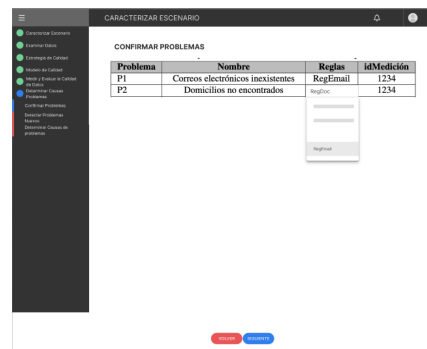 CARACTERIZAR ESCENARIO
Caracterizar Escenario
Examinar Datos
Estrategia de Calidad
Modelo de Calidad
Medir y Evaluar la Calidad
de Datos
Determinar Causas
Problemas
Confirmar Problemas
Detectar Problemas
Nuevos
Determinar Causas de
problemas
CONFIRMAR PROBLEMAS
Problema Nombre Reglas idMedición
P1 Correos electrónicos inexistentes RegEmail 1234
P2 Domicilios no encontrados RegDoc 1234
RegEmail
VOLVER SIGUIENTE